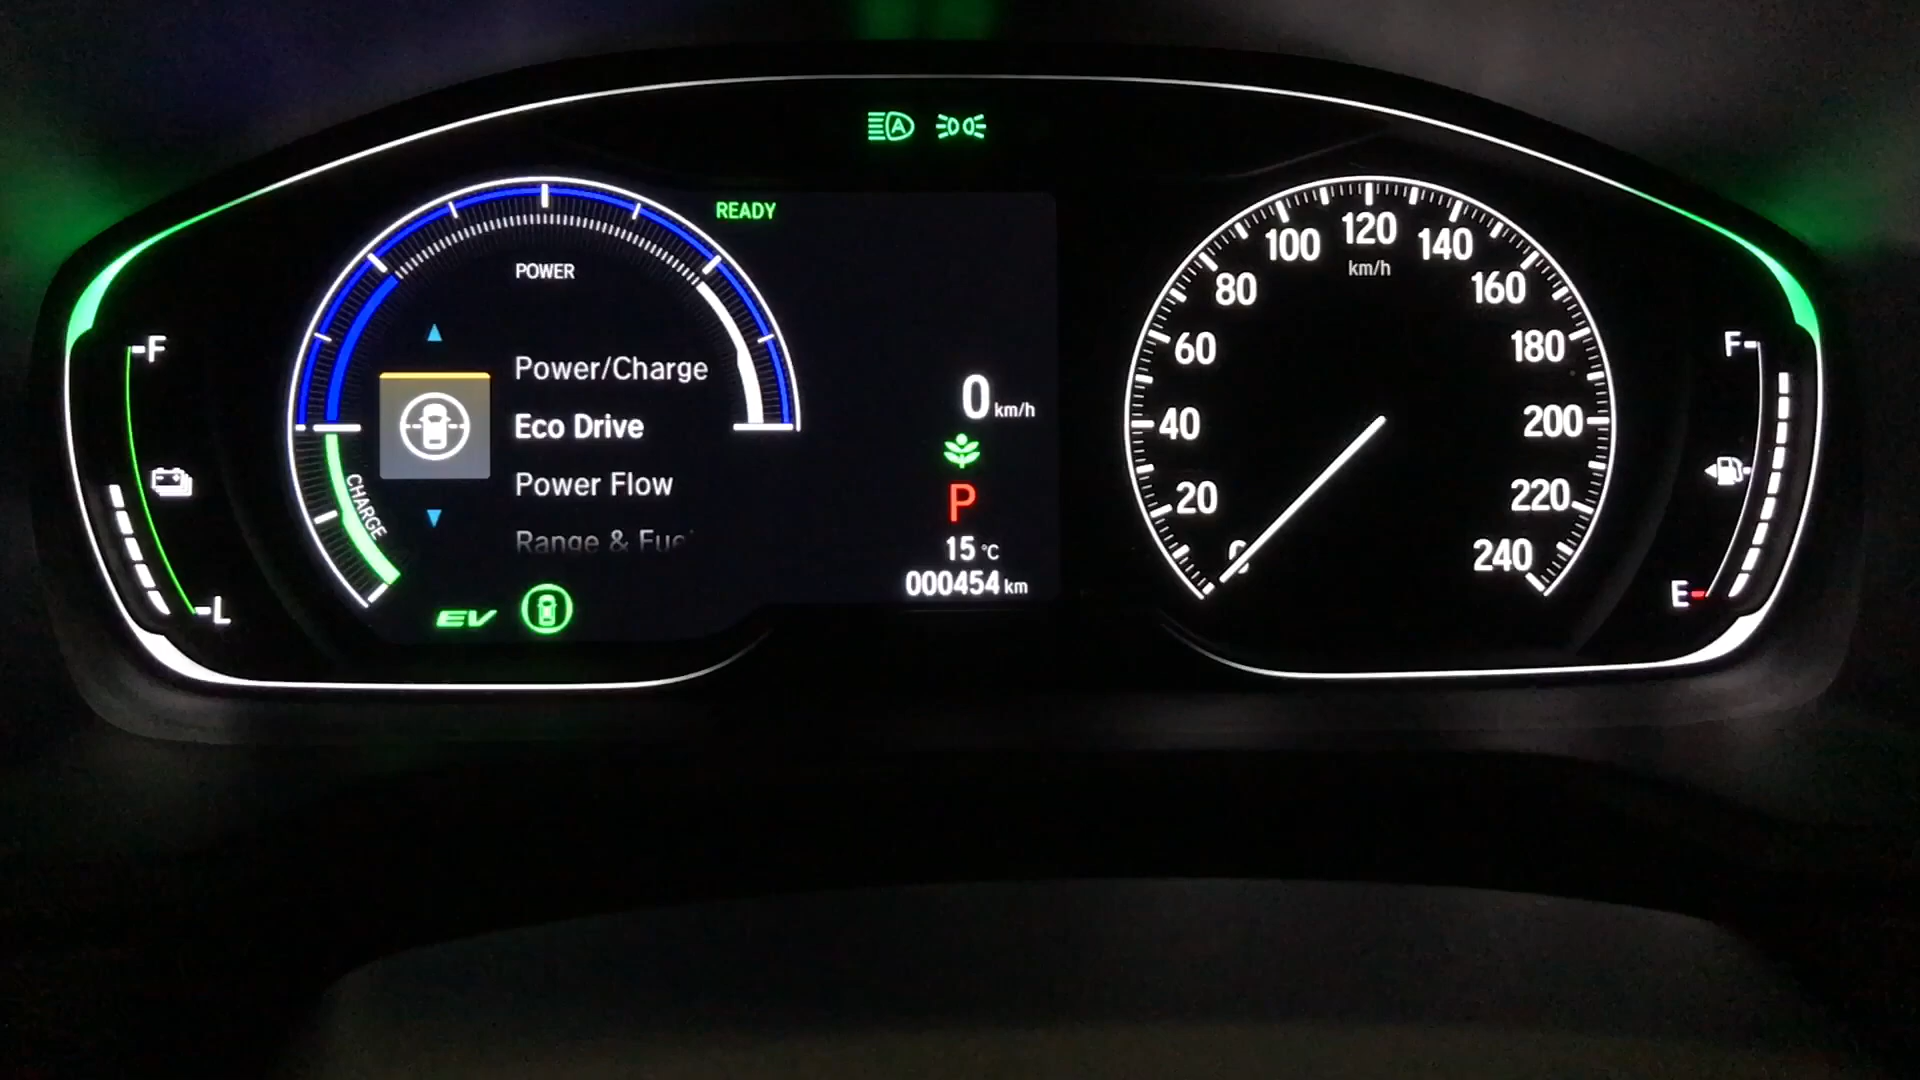 READY
POWER
Power/Charge
Eco Drive
Power Flow
Range & Fuel
CHARGE
EV
F
L
0 km/h
P
15 °C
000454 km
0
20
40
60
80
100
120
140
160
180
200
220
240
km/h
F
E
A